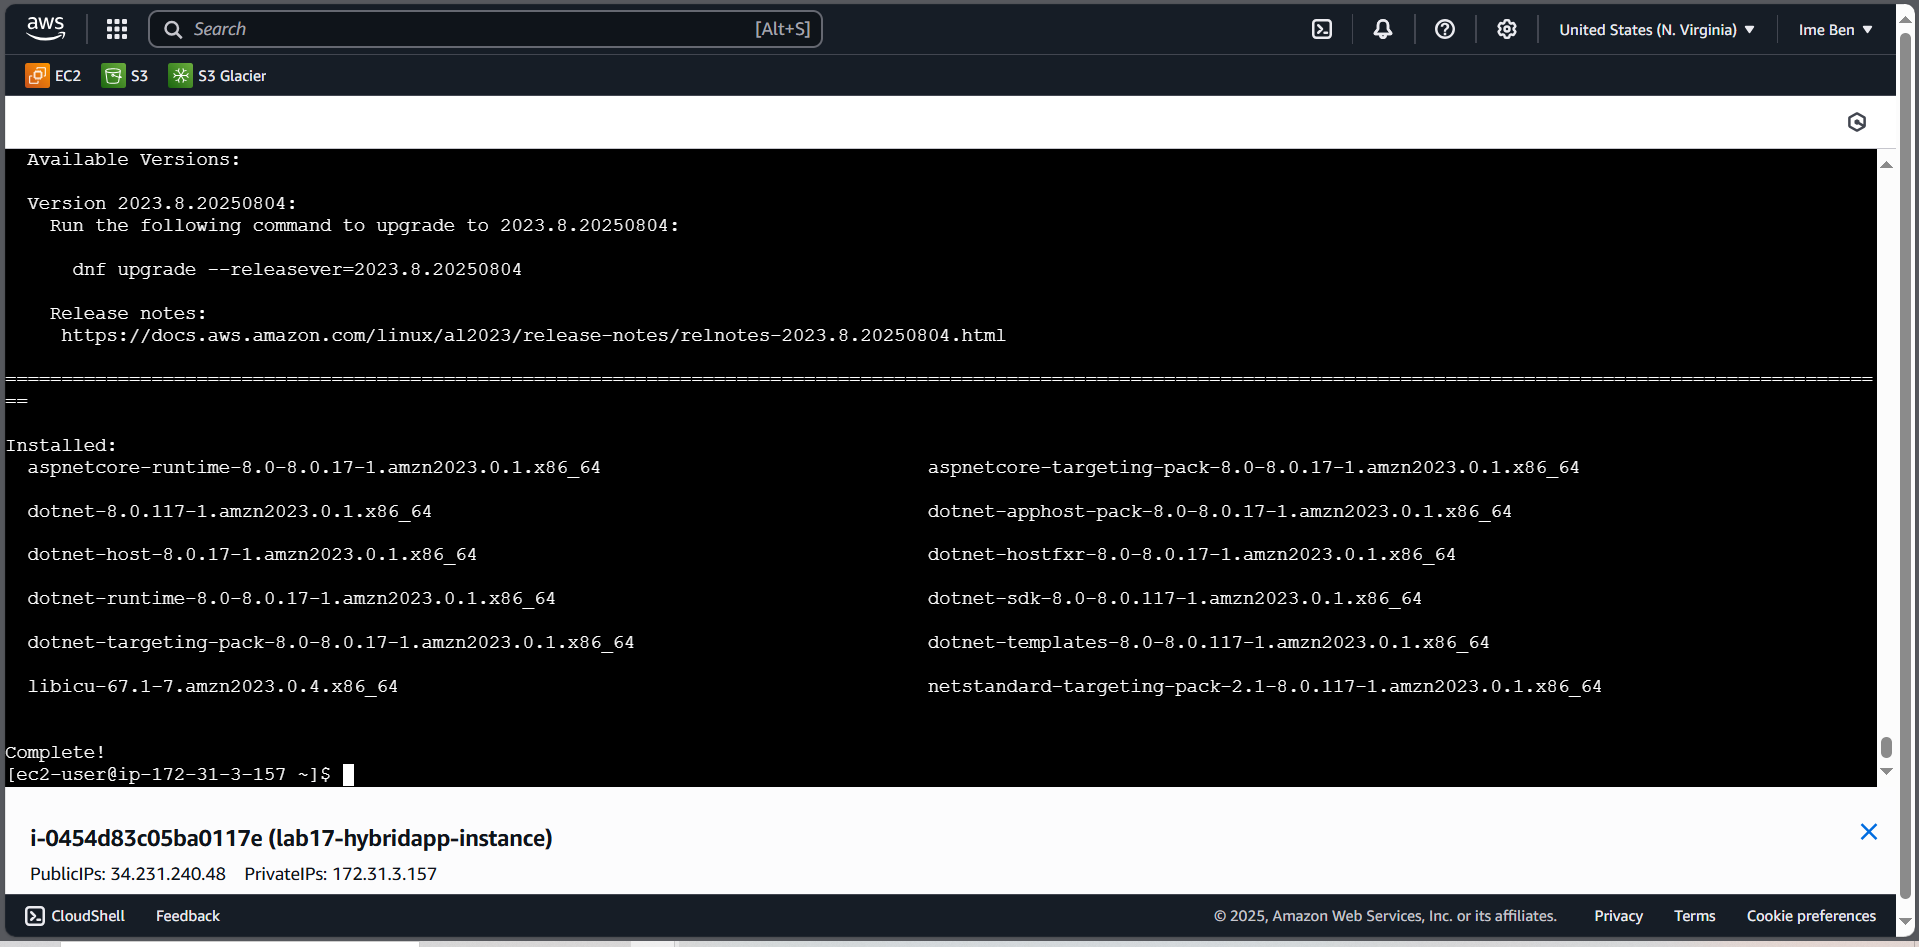 aws
Search [Alt+S]
United States (N. Virginia) ▼
Ime Ben ▼
EC2
S3
S3 Glacier
Available Versions:
Version 2023.8.20250804:
Run the following command to upgrade to 2023.8.20250804:
dnf upgrade --releasever=2023.8.20250804
Release notes:
https://docs.aws.amazon.com/linux/al2023/release-notes/relnotes-2023.8.20250804.html
======================================================================================================================================================================
==
Installed:
aspnetcore-runtime-8.0-8.0.17-1.amzn2023.0.1.x86_64 aspnetcore-targeting-pack-8.0-8.0.17-1.amzn2023.0.1.x86_64
dotnet-8.0.117-1.amzn2023.0.1.x86_64 dotnet-apphost-pack-8.0-8.0.17-1.amzn2023.0.1.x86_64
dotnet-host-8.0.17-1.amzn2023.0.1.x86_64 dotnet-hostfxr-8.0-8.0.17-1.amzn2023.0.1.x86_64
dotnet-runtime-8.0-8.0.17-1.amzn2023.0.1.x86_64 dotnet-sdk-8.0-8.0.117-1.amzn2023.0.1.x86_64
dotnet-targeting-pack-8.0-8.0.17-1.amzn2023.0.1.x86_64 dotnet-templates-8.0-8.0.117-1.amzn2023.0.1.x86_64
libicu-67.1-7.amzn2023.0.4.x86_64 netstandard-targeting-pack-2.1-8.0.117-1.amzn2023.0.1.x86_64
Complete!
[ec2-user@ip-172-31-3-157 ~]$
i-0454d83c05ba0117e (lab17-hybridapp-instance)
PublicIPs: 34.231.240.48 PrivateIPs: 172.31.3.157
CloudShell Feedback © 2025, Amazon Web Services, Inc. or its affiliates. Privacy Terms Cookie preferences